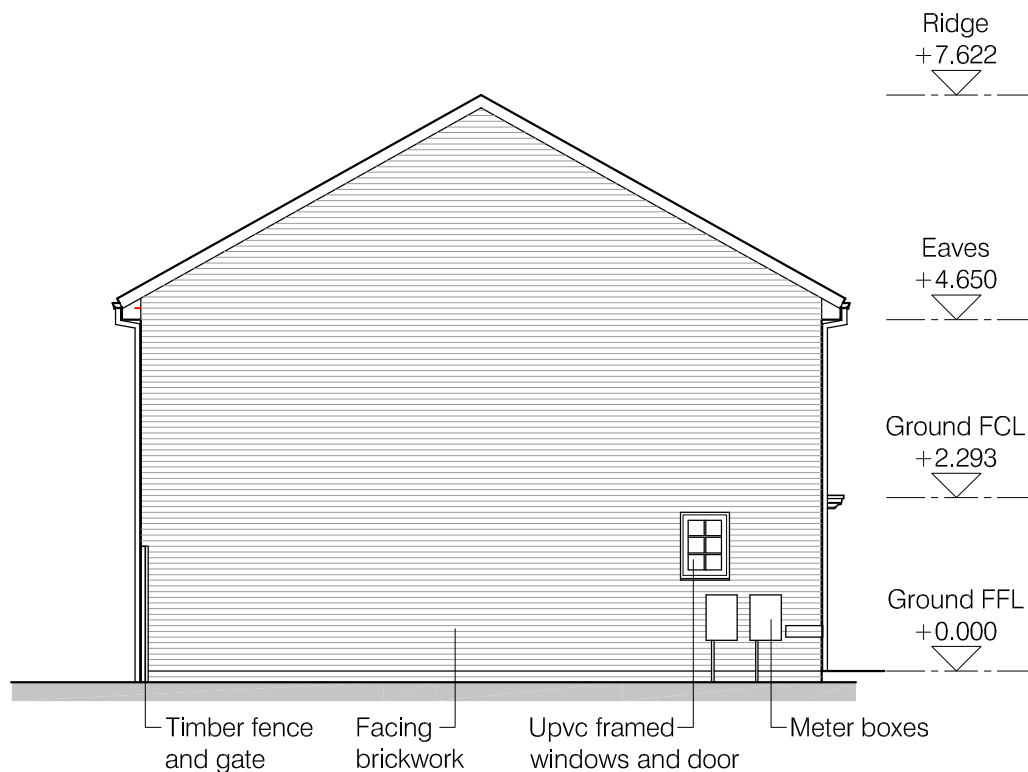 Ridge
+7.622
Eaves
+4.650
Ground FCL
+2.293
Ground FFL
+0.000
Timber fence
and gate
Facing
brickwork
Upvc framed
windows and door
Meter boxes